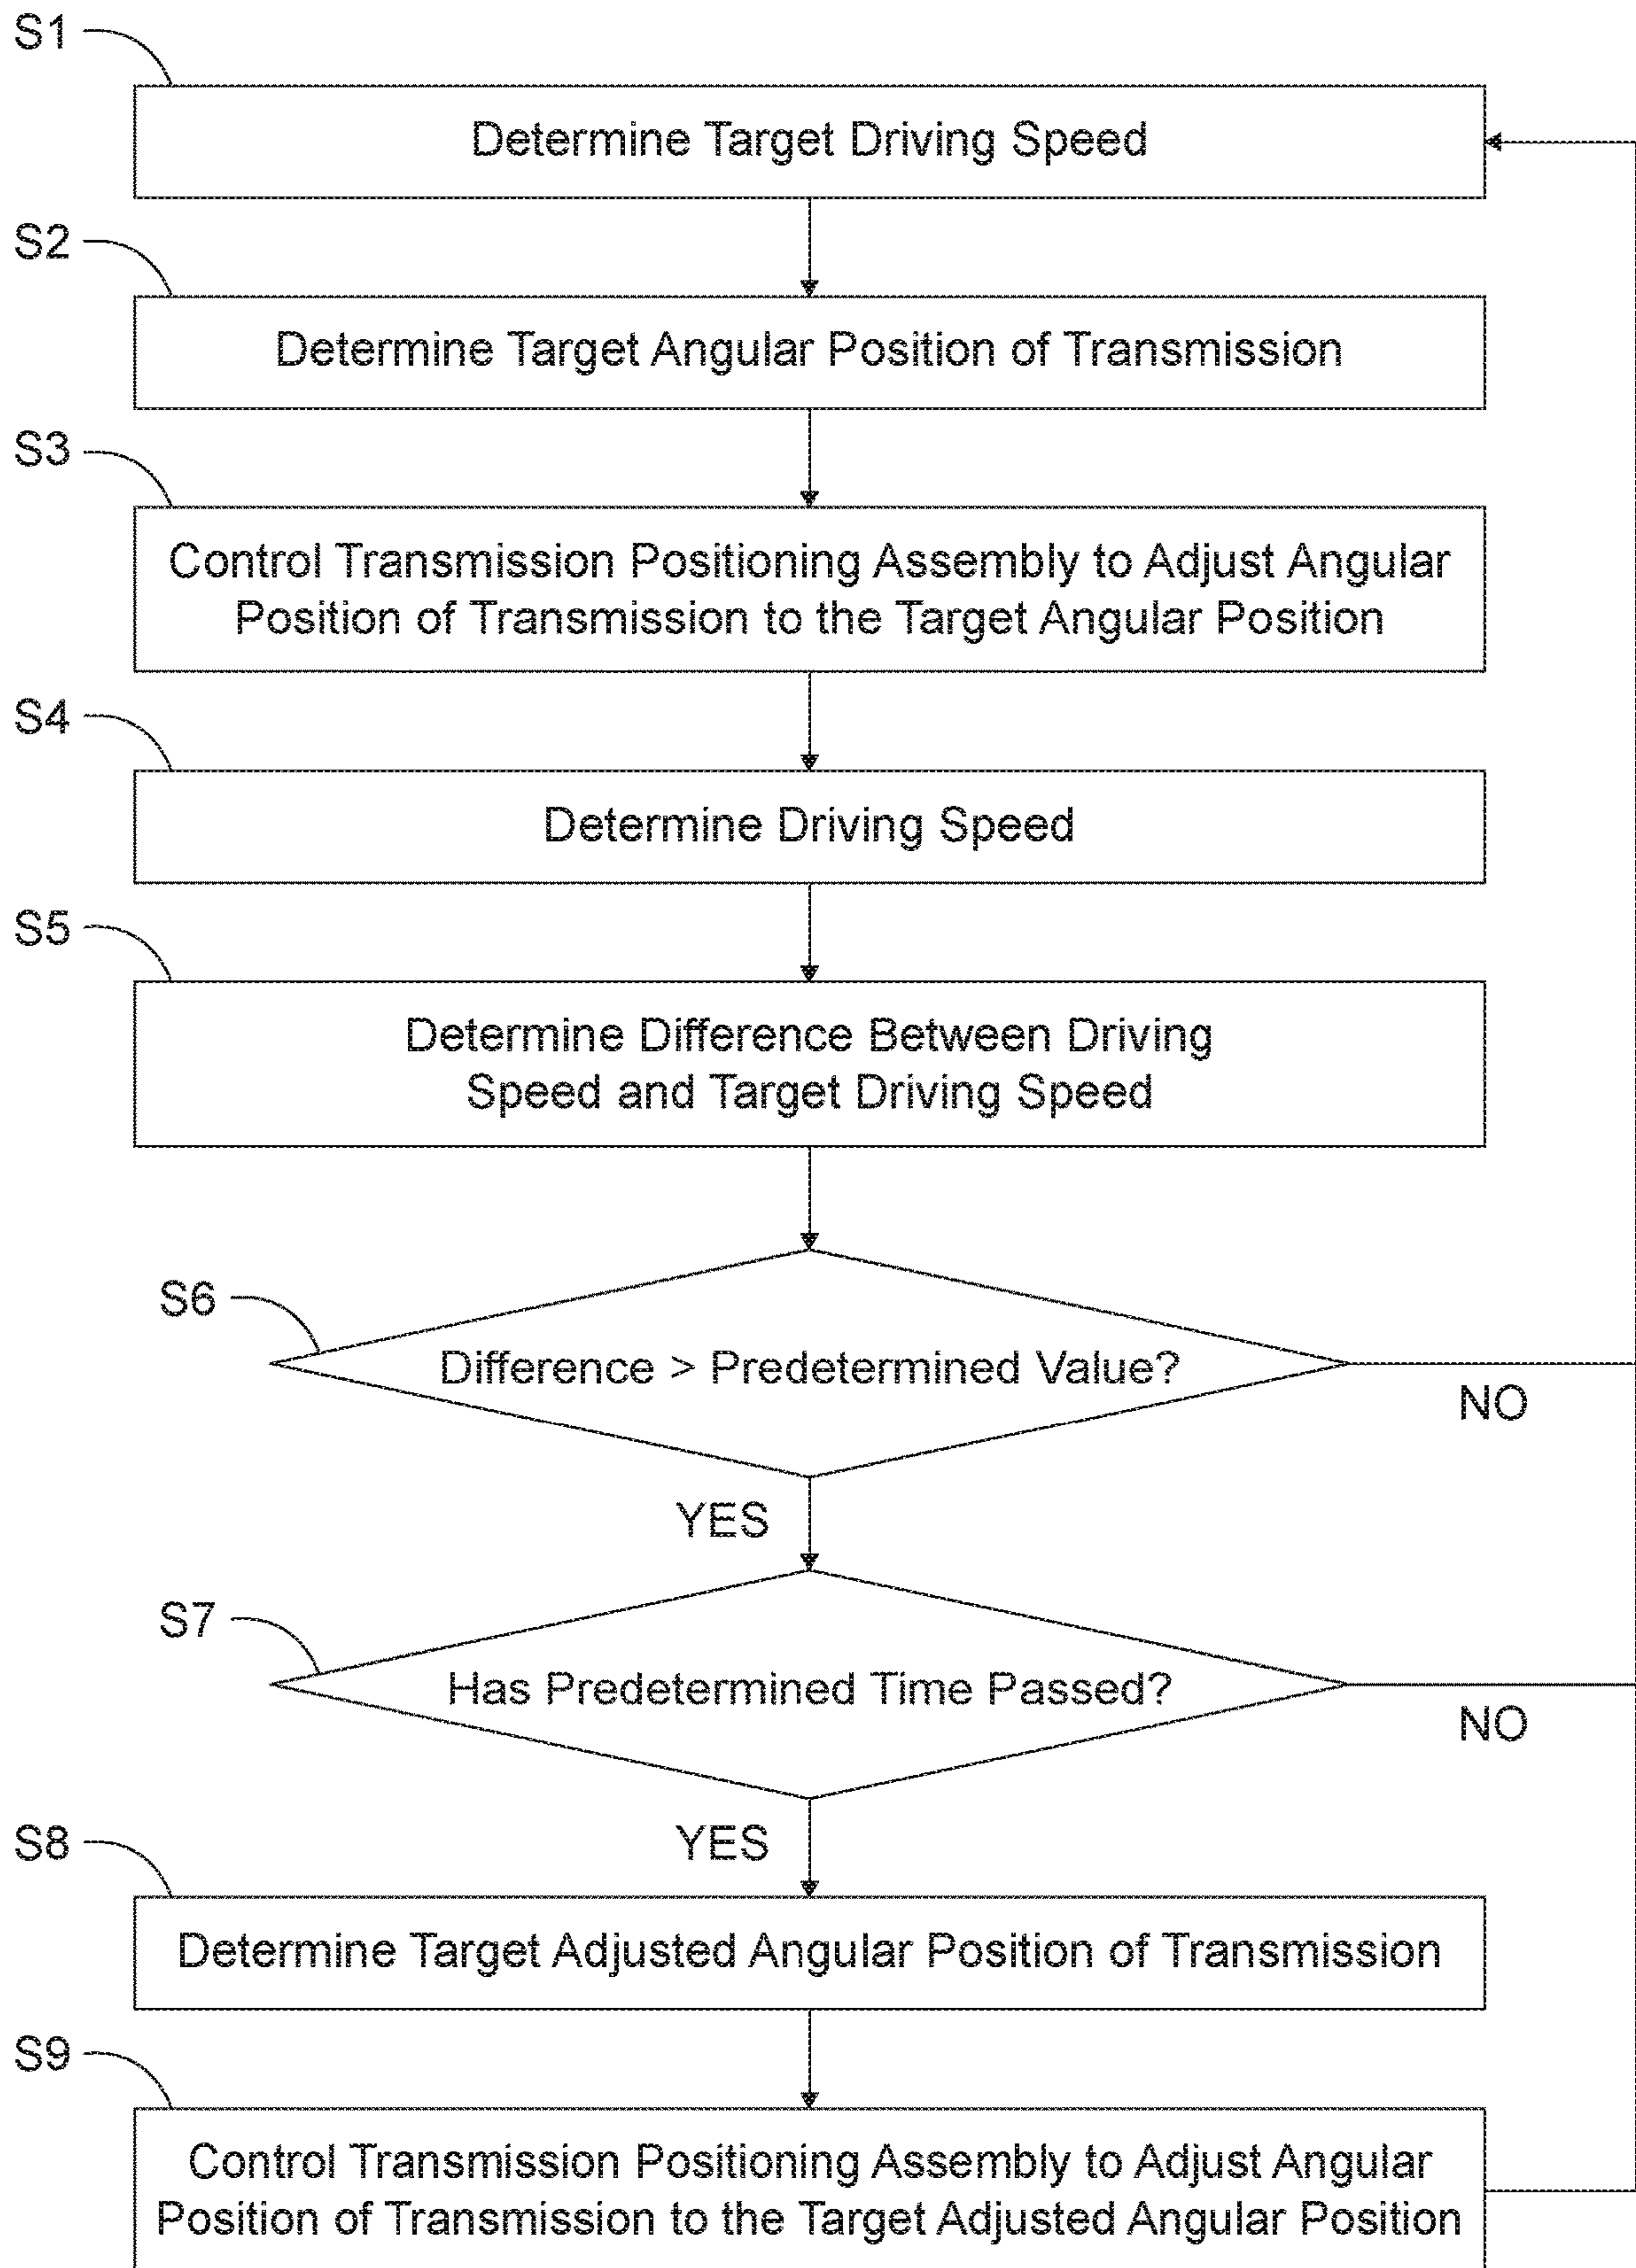 S1
Determine Target Driving Speed
S2
Determine Target Angular Position of Transmission
S3
Control Transmission Positioning Assembly to Adjust Angular
Position of Transmission to the Target Angular Position
S4
Determine Driving Speed
S5
Determine Difference Between Driving
Speed and Target Driving Speed
S6
Difference > Predetermined Value?
NO
YES
S7
Has Predetermined Time Passed?
NO
YES
S8
Determine Target Adjusted Angular Position of Transmission
S9
Control Transmission Positioning Assembly to Adjust Angular
Position of Transmission to the Target Adjusted Angular Position